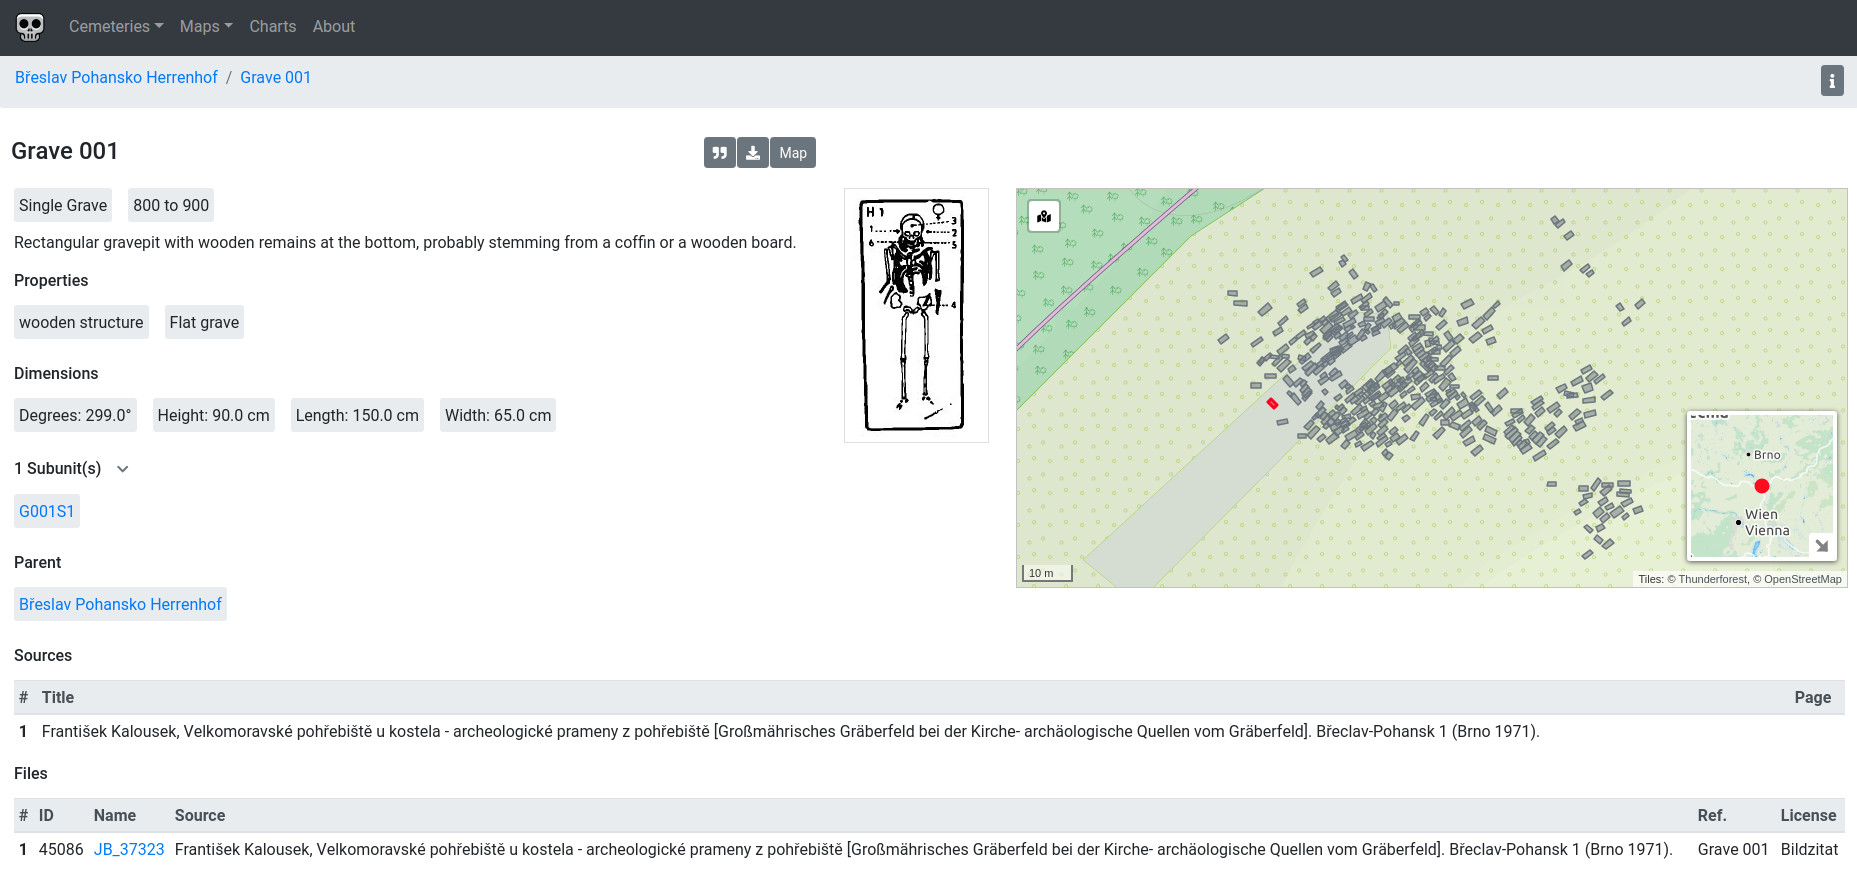 Cemeteries Maps Charts About
Břeslav Pohansko Herrenhof / Grave 001
Grave 001
Map
Single Grave 800 to 900
Rectangular gravepit with wooden remains at the bottom, probably stemming from a coffin or a wooden board.
Properties
wooden structure Flat grave
Dimensions
Degrees: 299.0° Height: 90.0 cm Length: 150.0 cm Width: 65.0 cm
1 Subunit(s)
G001S1
Parent
Břeslav Pohansko Herrenhof
H 1
3
1 2
6 5
4
Brno
Wien
Vienna
10 m
Tiles: © Thunderforest, © OpenStreetMap
Sources
# Title Page
1 František Kalousek, Velkomoravské pohřebiště u kostela - archeologické prameny z pohřebiště [Großmährisches Gräberfeld bei der Kirche- archäologische Quellen vom Gräberfeld]. Břeclav-Pohansk 1 (Brno 1971).
Files
# ID Name Source Ref. License
1 45086 JB_37323 František Kalousek, Velkomoravské pohřebiště u kostela - archeologické prameny z pohřebiště [Großmährisches Gräberfeld bei der Kirche- archäologische Quellen vom Gräberfeld]. Břeclav-Pohansk 1 (Brno 1971). Grave 001 Bildzitat